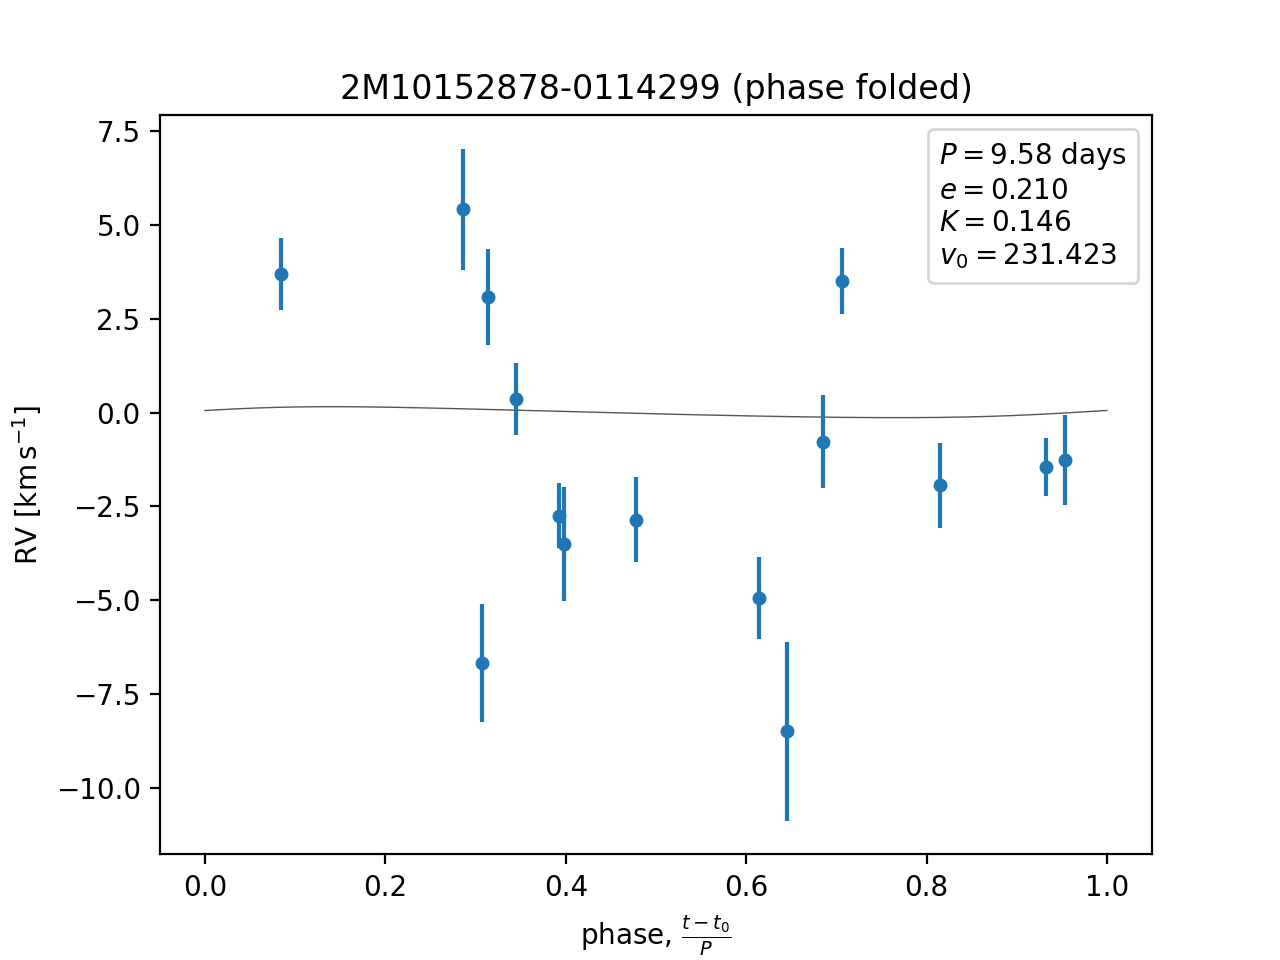 2M10152878-0114299 (phase folded)
P = 9.58 days
e = 0.210
K = 0.146
v₀ = 231.423
7.5
5.0
2.5
0.0
−2.5
−5.0
−7.5
−10.0
RV [km s⁻¹]
0.0 0.2 0.4 0.6 0.8 1.0
phase, (t − t₀)/P